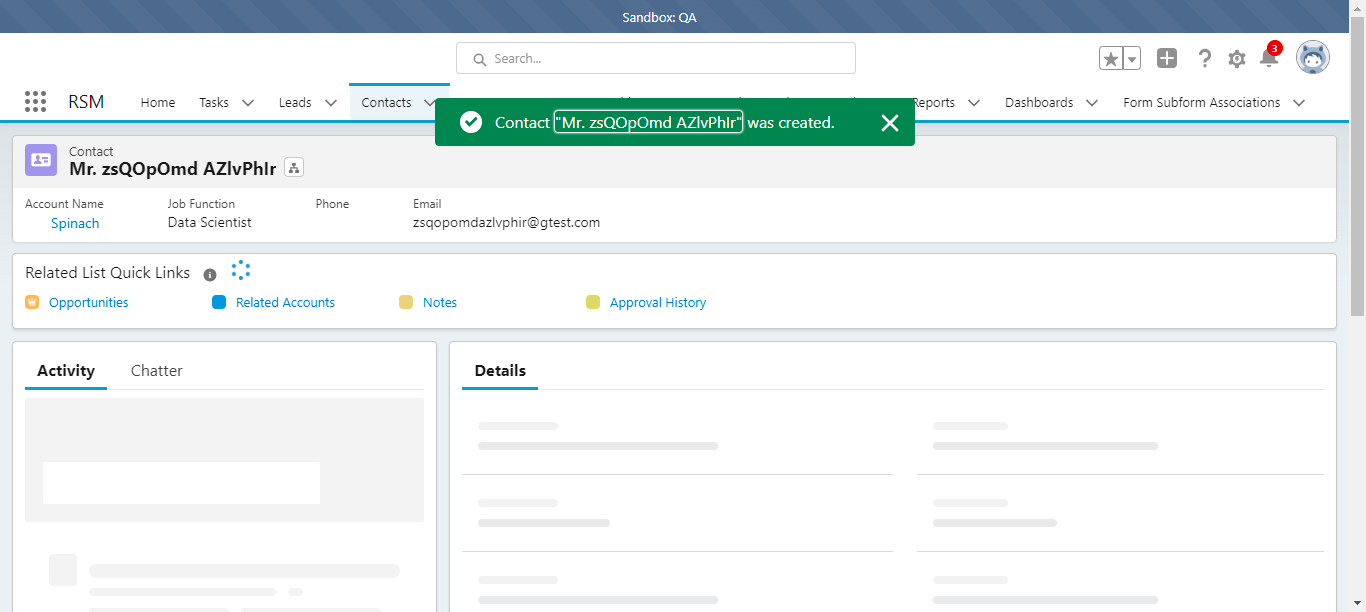 Sandbox: QA
Search...
3
RSM
Home
Tasks
Leads
Contacts
Reports
Dashboards
Form Subform Associations
Contact "Mr. zsQOpOmd AZlvPhIr" was created.
Contact
Mr. zsQOpOmd AZlvPhIr
Account Name
Job Function
Phone
Email
Spinach
Data Scientist
zsqopomdazlvphir@gtest.com
Related List Quick Links
Opportunities
Related Accounts
Notes
Approval History
Activity
Chatter
Details